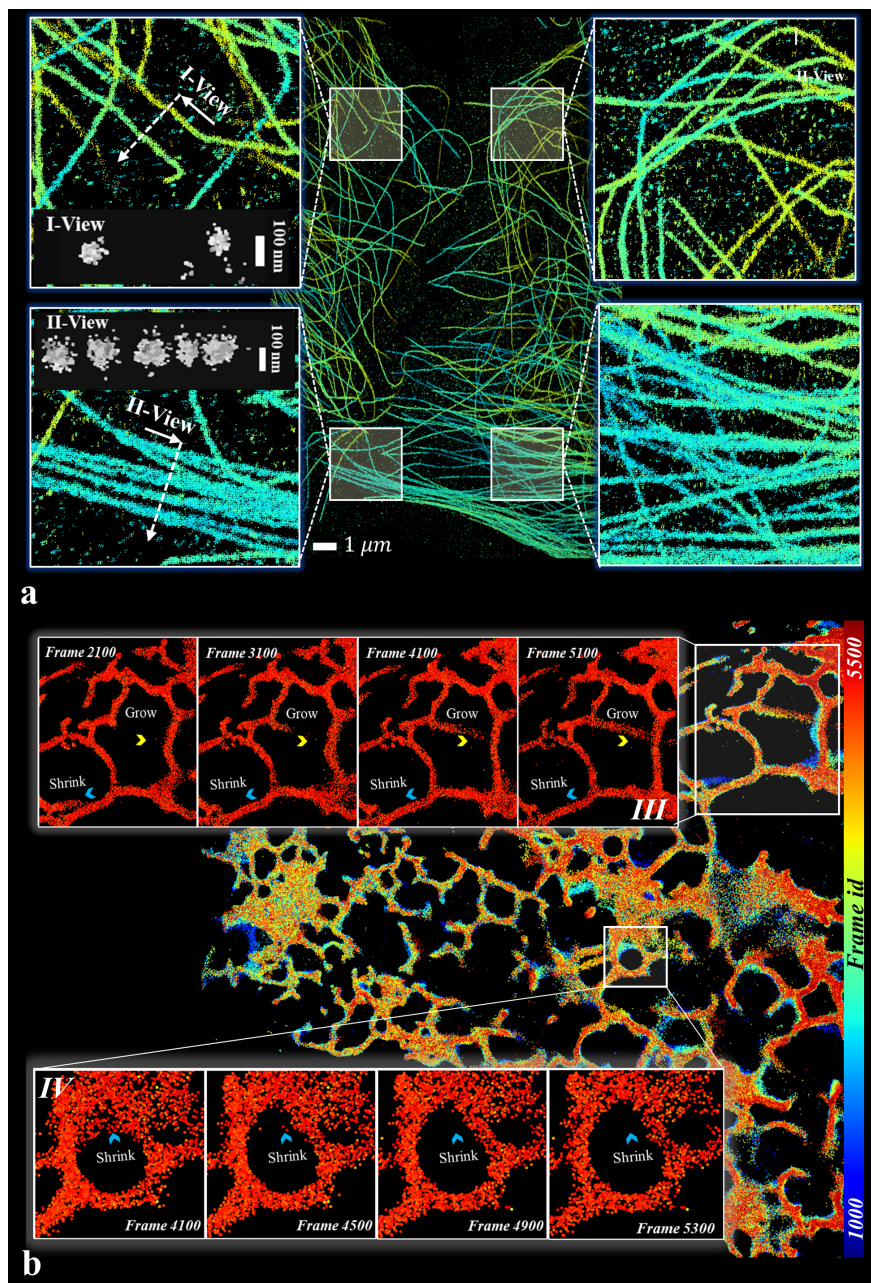 I-View
I-View
100 nm
II-View
II-View
100 nm
II-View
1 μm
a
Frame 2100
Frame 3100
Frame 4100
Frame 5100
Grow
Grow
Grow
Grow
Shrink
Shrink
Shrink
Shrink
III
5500
Frame id
1000
IV
Shrink
Shrink
Shrink
Shrink
Frame 4100
Frame 4500
Frame 4900
Frame 5300
b